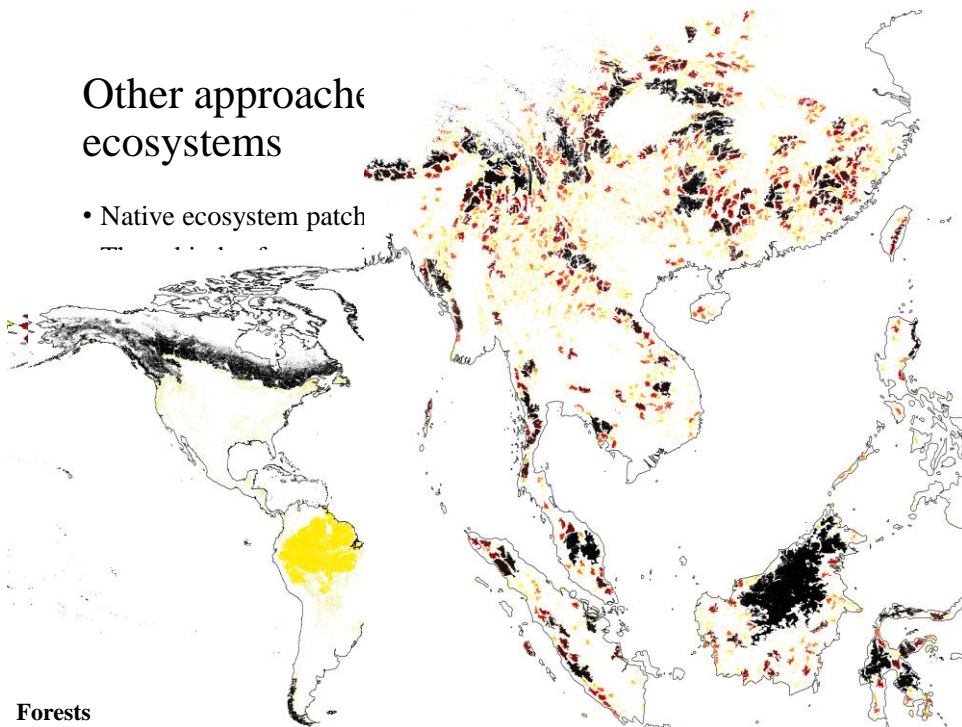 Other approache
ecosystems
• Native ecosystem patch
Forests